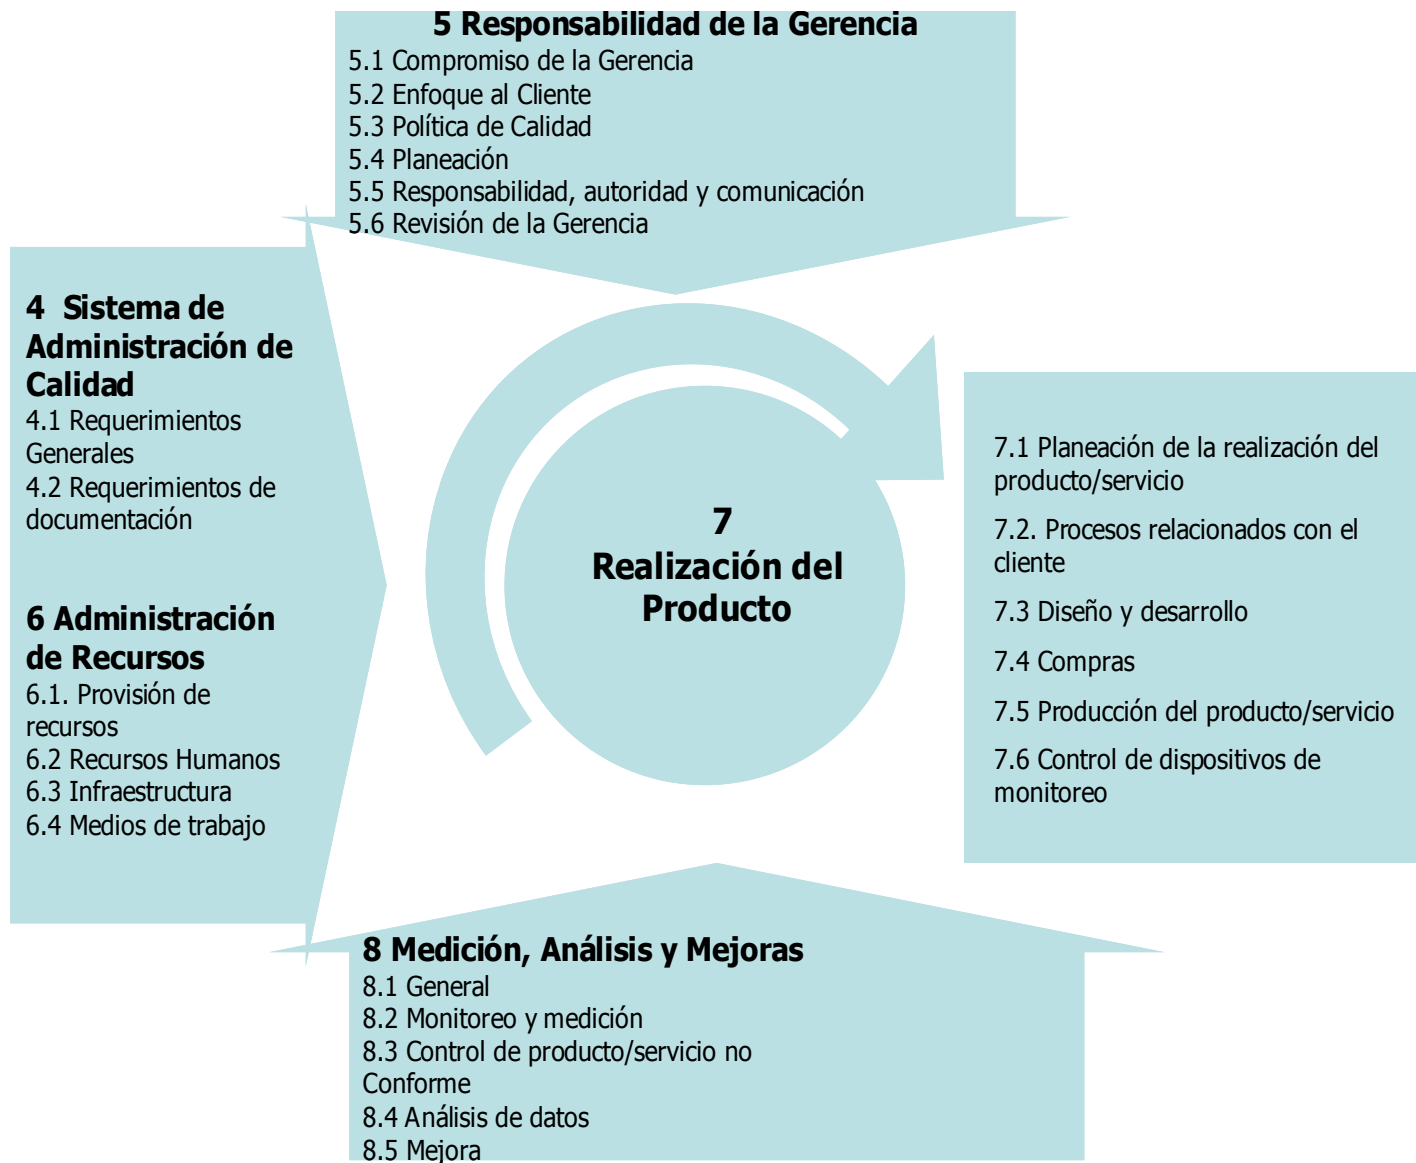 5 Responsabilidad de la Gerencia
5.1 Compromiso de la Gerencia
5.2 Enfoque al Cliente
5.3 Política de Calidad
5.4 Planeación
5.5 Responsabilidad, autoridad y comunicación
5.6 Revisión de la Gerencia
4 Sistema de
Administración de
Calidad
4.1 Requerimientos
Generales
4.2 Requerimientos de
documentación
6 Administración
de Recursos
6.1. Provisión de
recursos
6.2 Recursos Humanos
6.3 Infraestructura
6.4 Medios de trabajo
7
Realización del
Producto
7.1 Planeación de la realización del
producto/servicio
7.2. Procesos relacionados con el
cliente
7.3 Diseño y desarrollo
7.4 Compras
7.5 Producción del producto/servicio
7.6 Control de dispositivos de
monitoreo
8 Medición, Análisis y Mejoras
8.1 General
8.2 Monitoreo y medición
8.3 Control de producto/servicio no
Conforme
8.4 Análisis de datos
8.5 Mejora